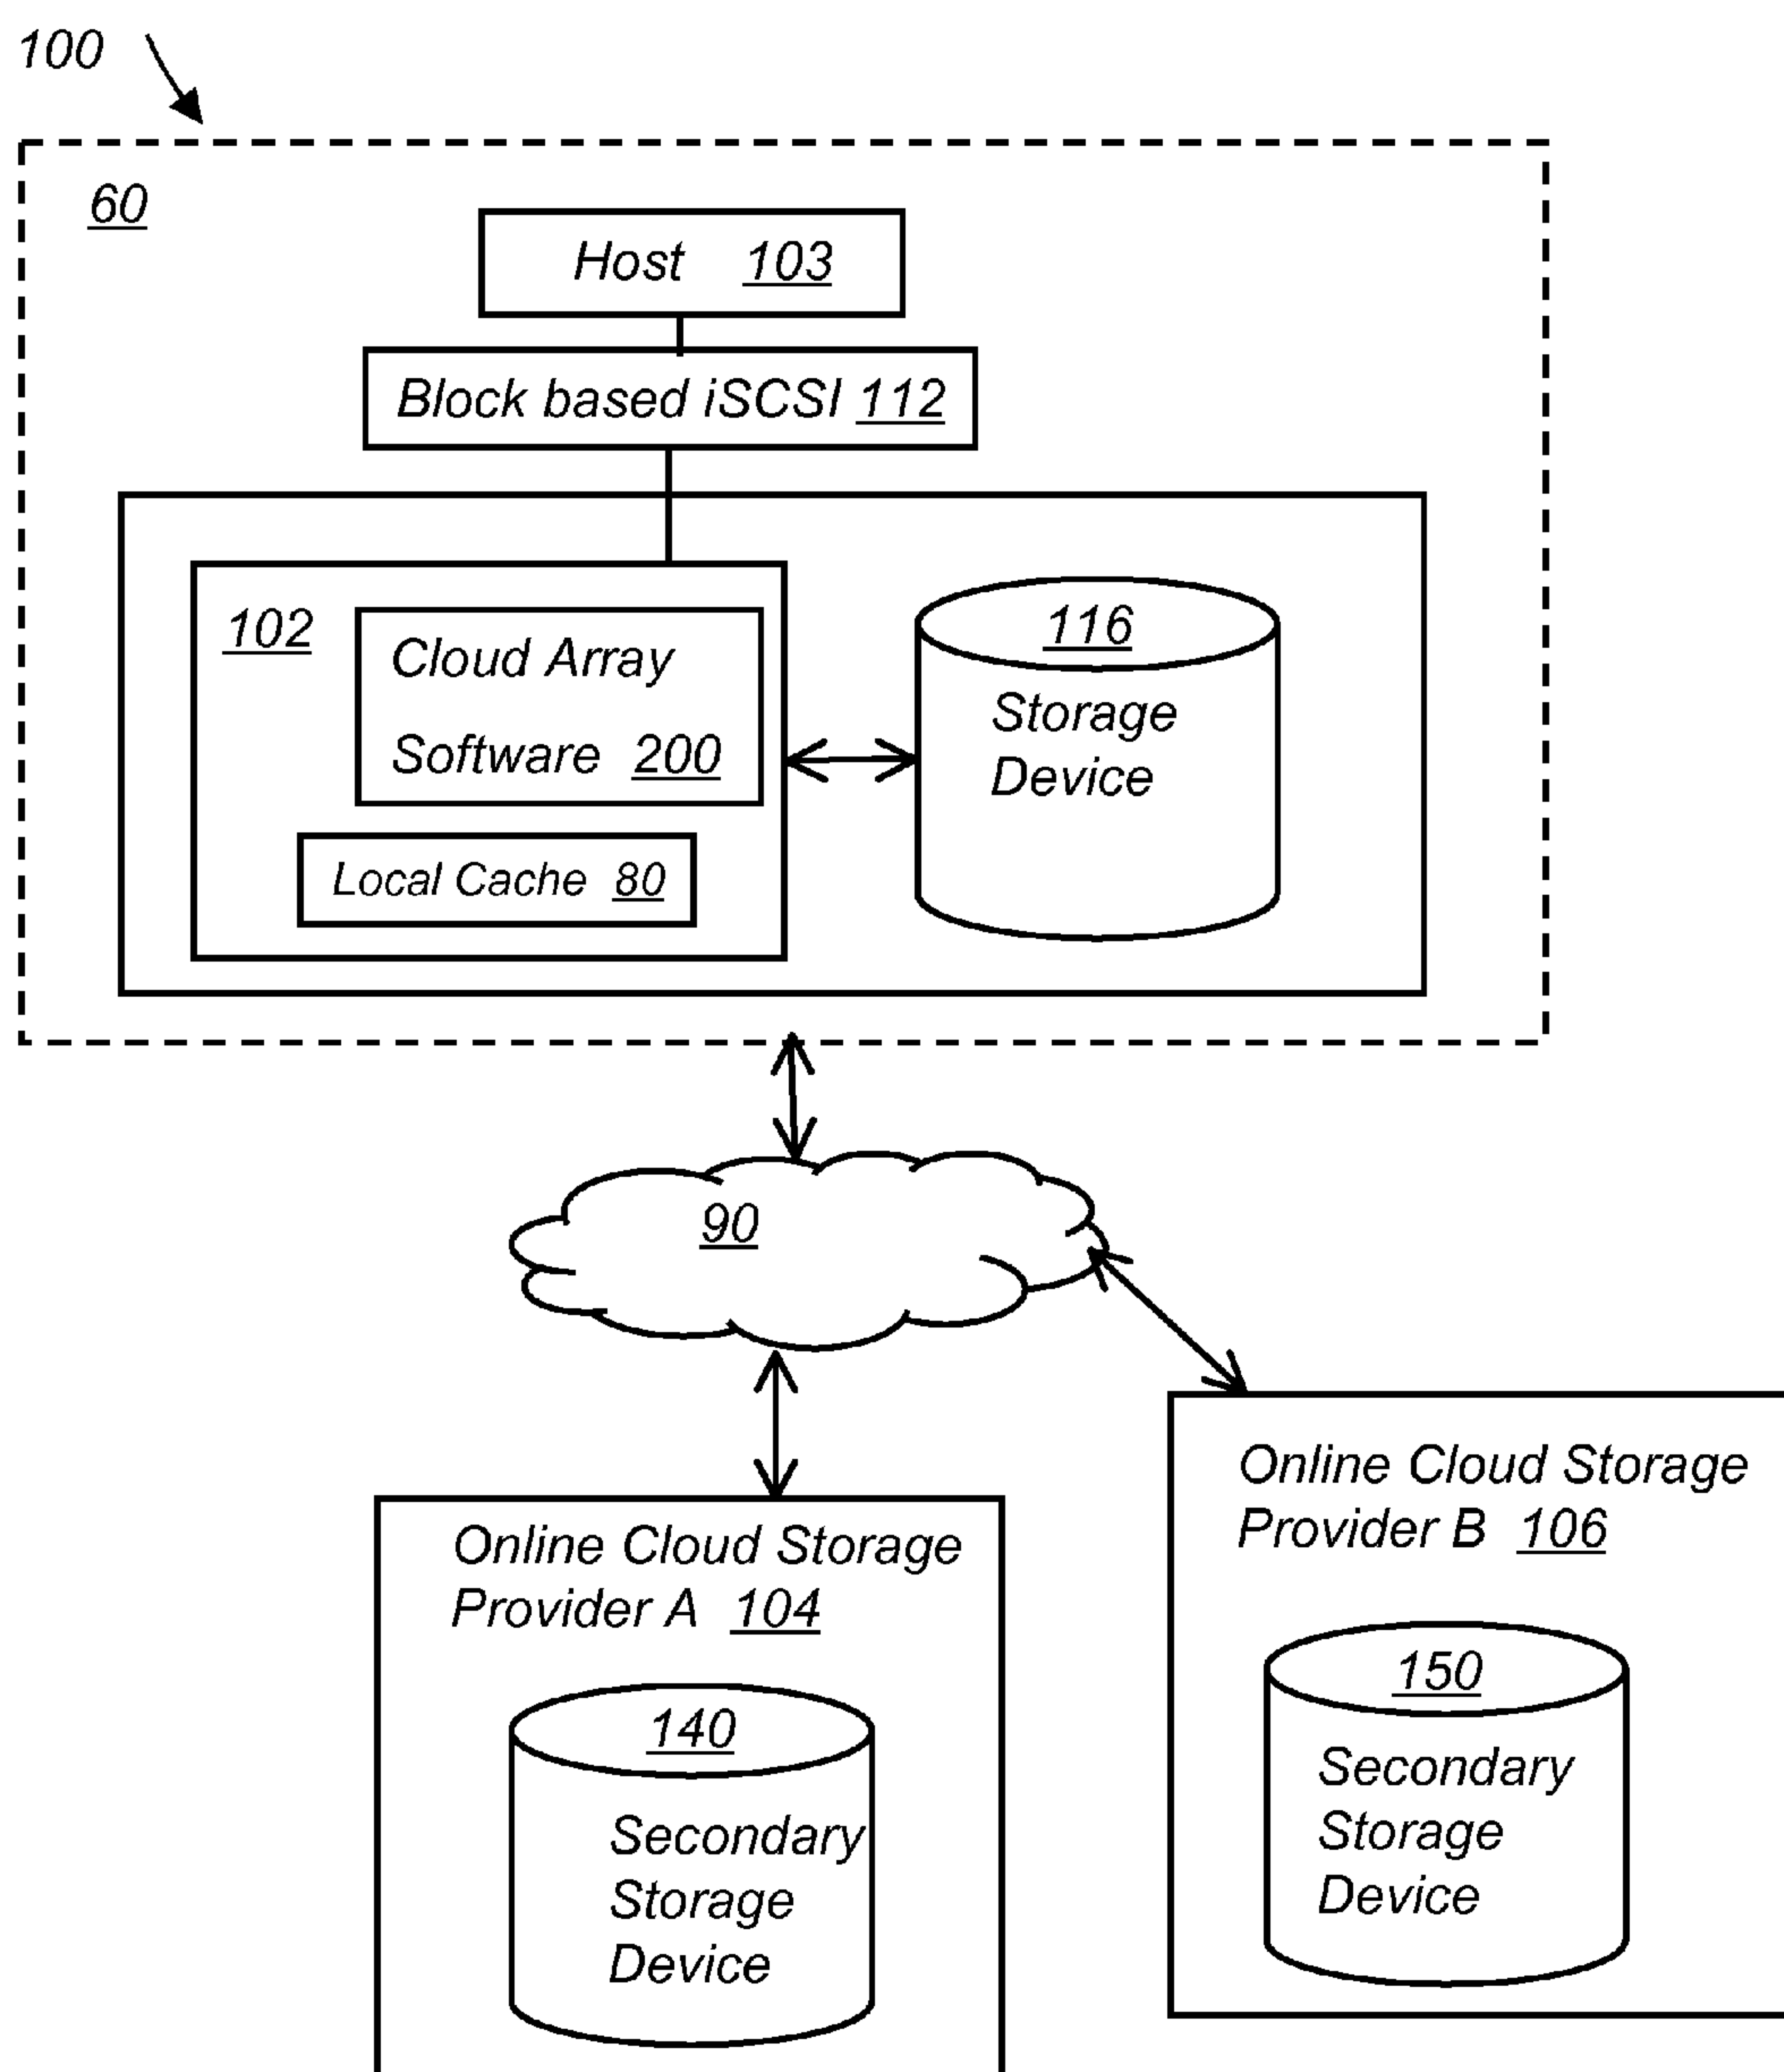 100
60
Host 103
Block based iSCSI 112
102
Cloud Array
Software 200
Local Cache 80
116
Storage
Device
90
Online Cloud Storage
Provider A 104
140
Secondary
Storage
Device
Online Cloud Storage
Provider B 106
150
Secondary
Storage
Device